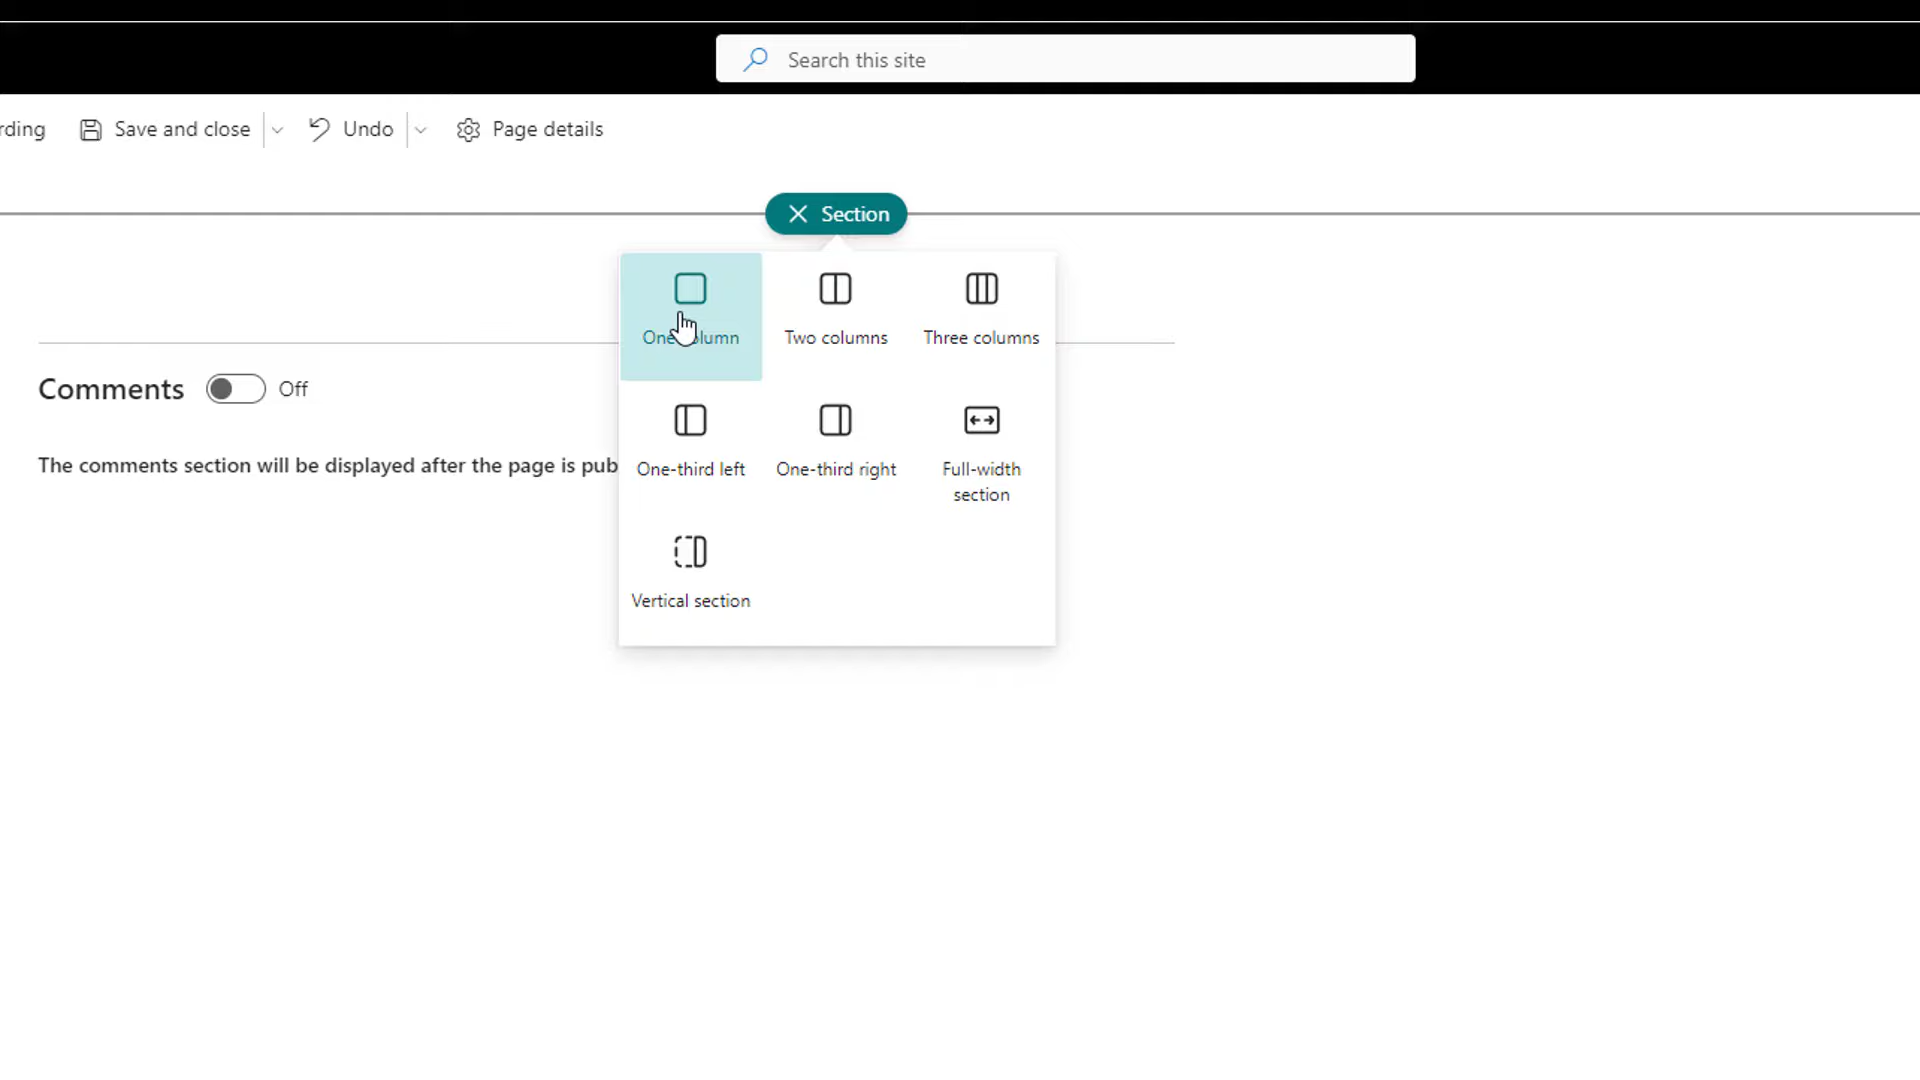 Search this site
rding
Save and close
Undo
Page details
Section
One column
Two columns
Three columns
Comments
Off
The comments section will be displayed after the page is pub
One-third left
One-third right
Full-width
section
Vertical section